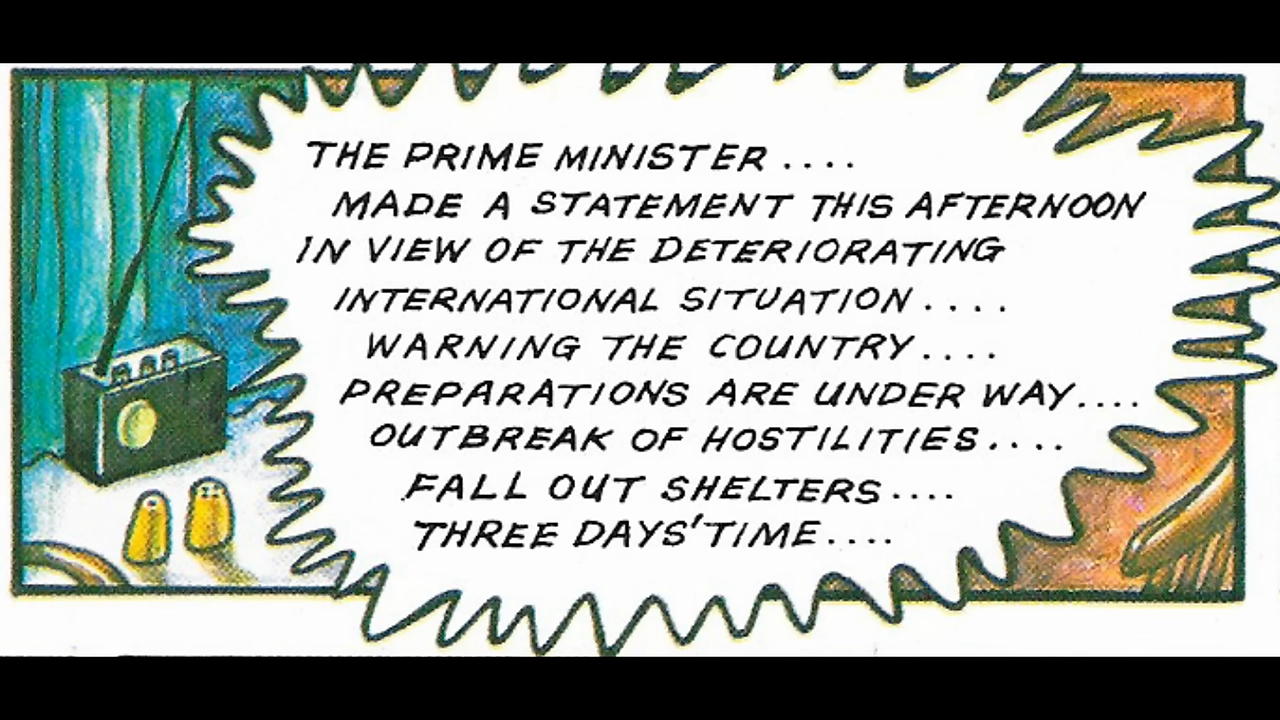 THE PRIME MINISTER ....
MADE A STATEMENT THIS AFTERNOON
IN VIEW OF THE DETERIORATING
INTERNATIONAL SITUATION ....
WARNING THE COUNTRY ....
PREPARATIONS ARE UNDER WAY ....
OUTBREAK OF HOSTILITIES ....
FALL OUT SHELTERS ....
THREE DAYS' TIME ....